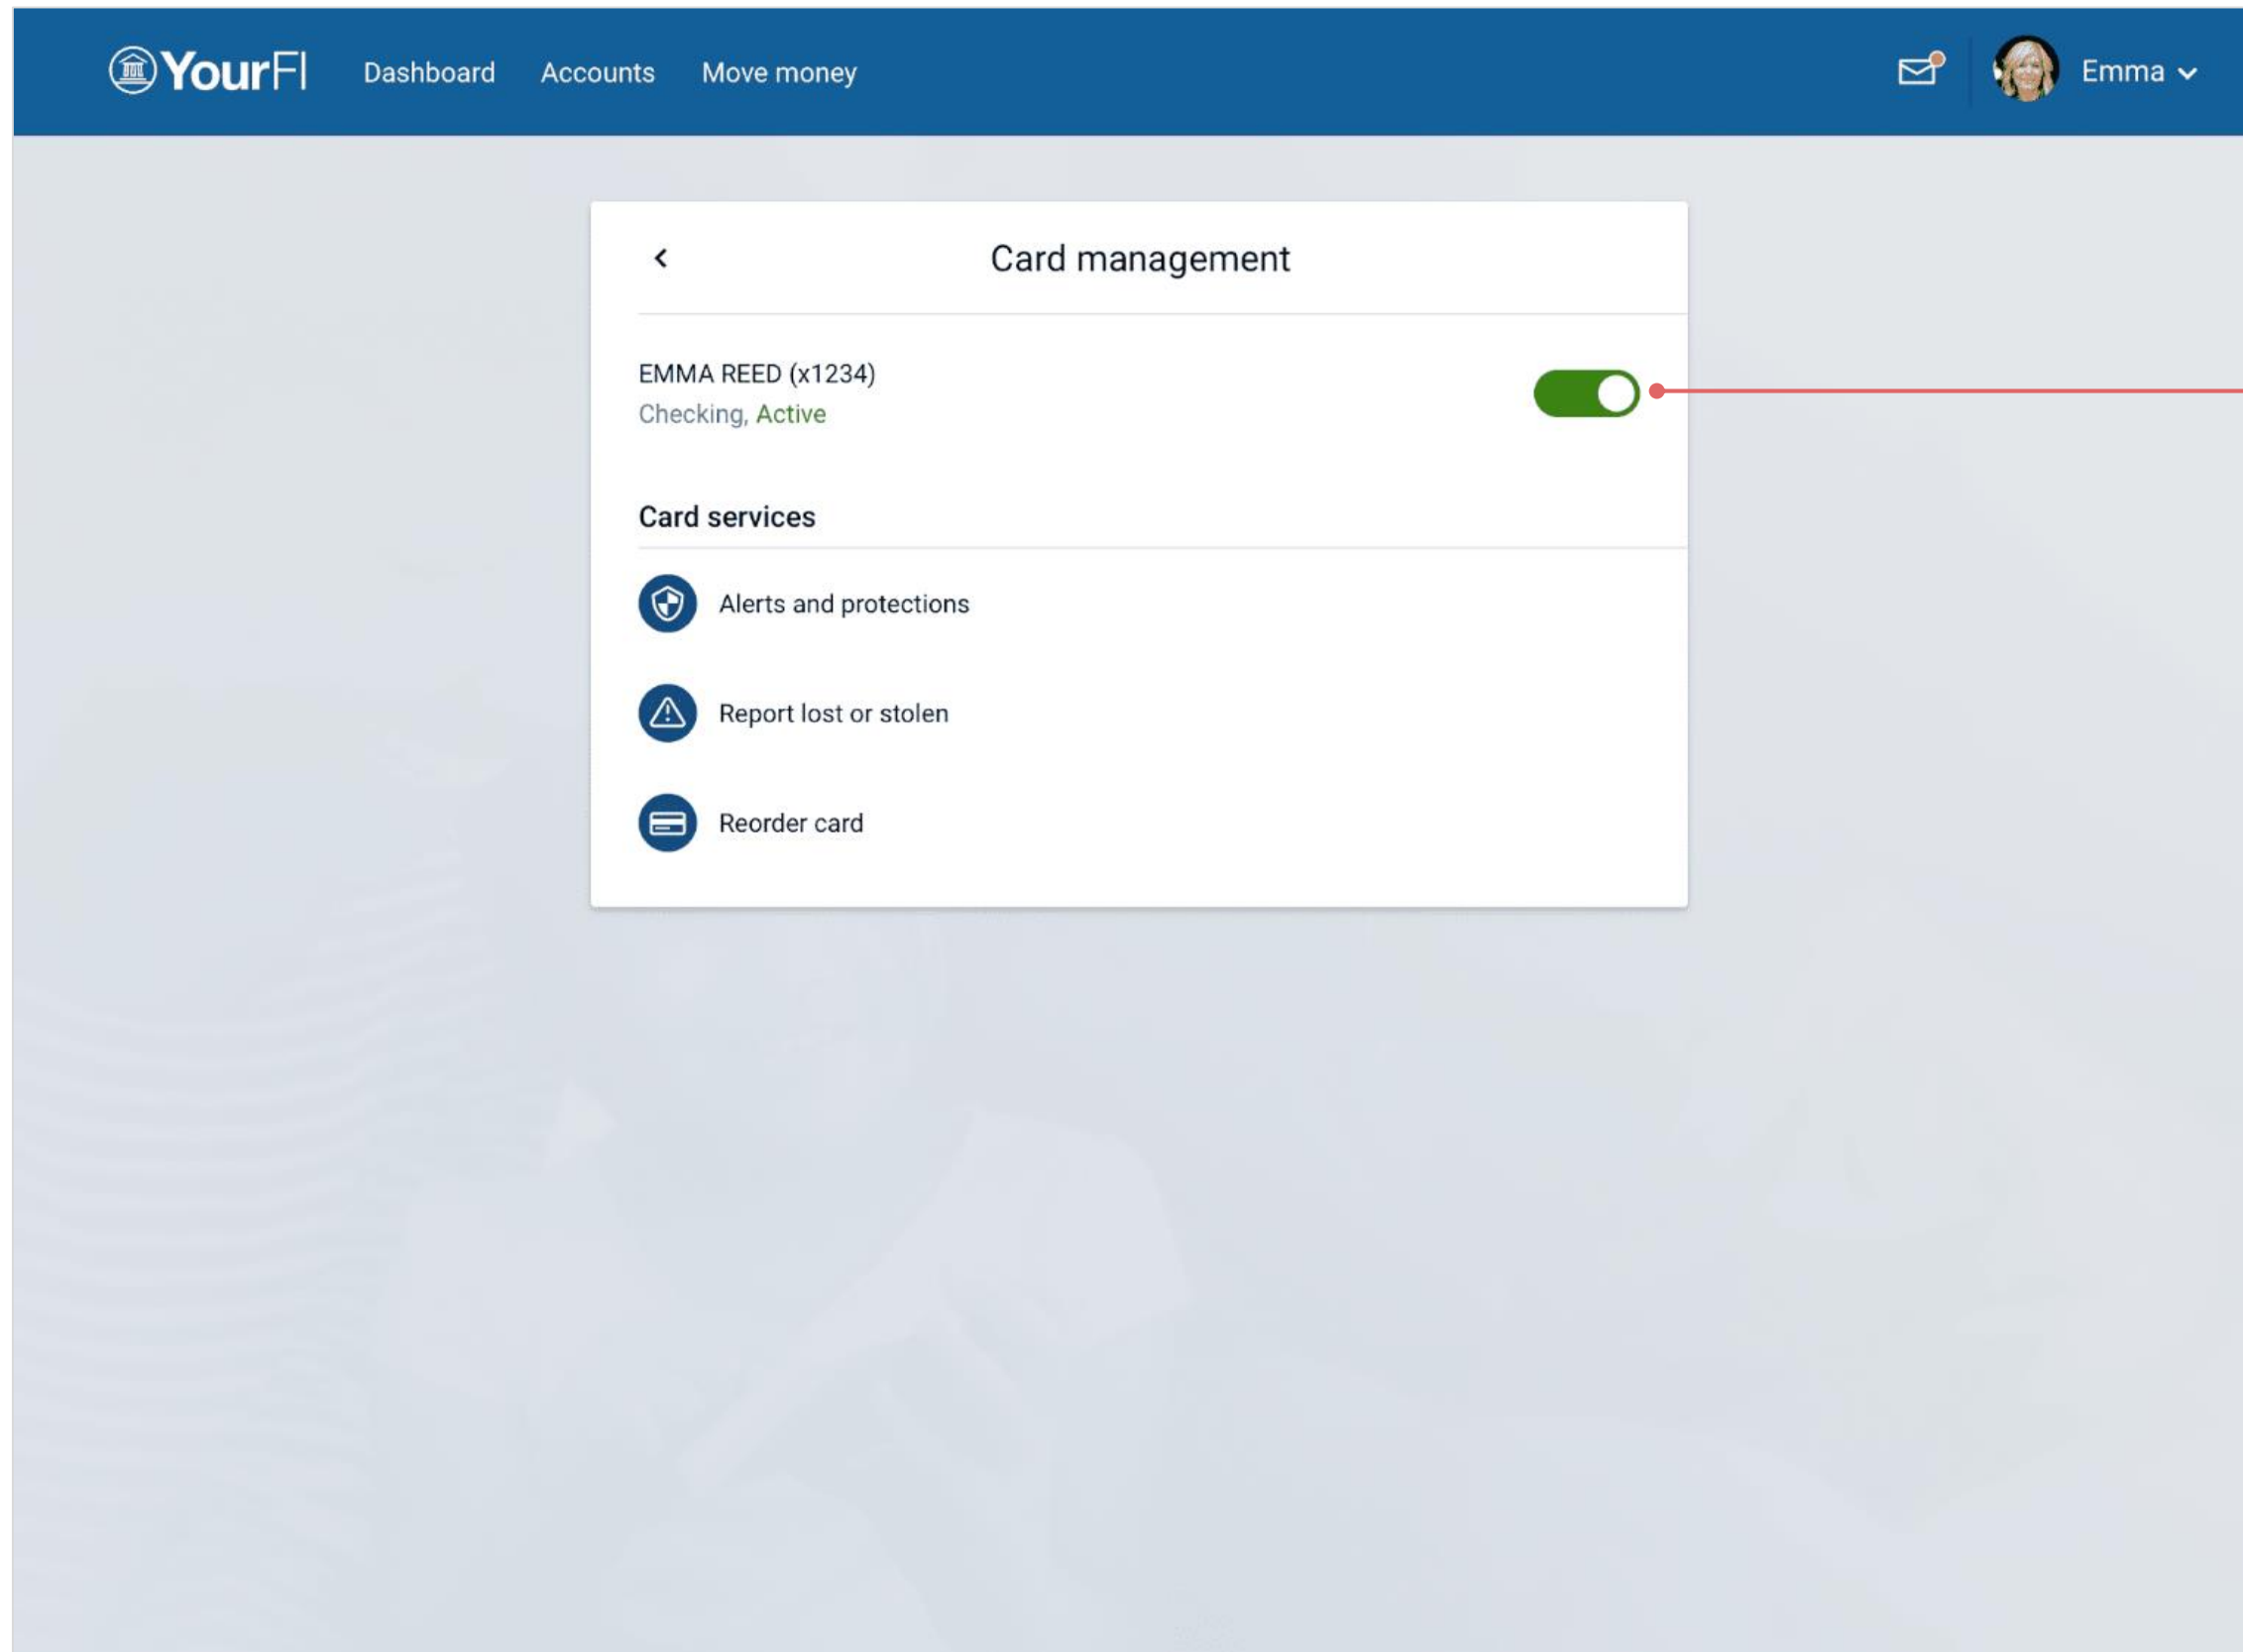 YourFI Dashboard Accounts Move money Emma
Card management
EMMA REED (x1234)
Checking, Active
Card services
Alerts and protections
Report lost or stolen
Reorder card